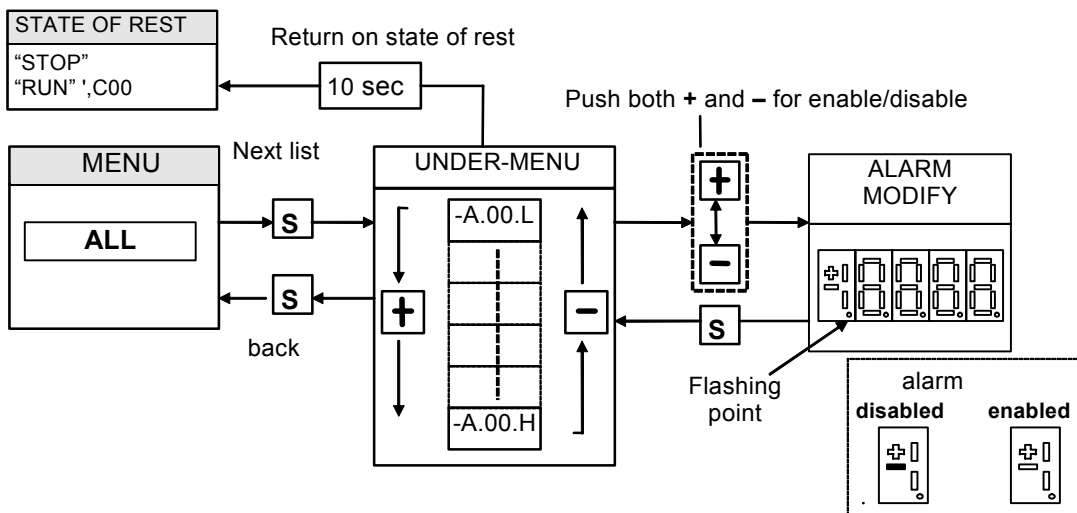 STATE OF REST
“STOP”
“RUN” ',C00
Return on state of rest
10 sec
Push both + and – for enable/disable
MENU
ALL
Next list
S
S
back
UNDER-MENU
-A.00.L
+
-
-A.00.H
+
-
S
ALARM
MODIFY
Flashing
point
alarm
disabled enabled